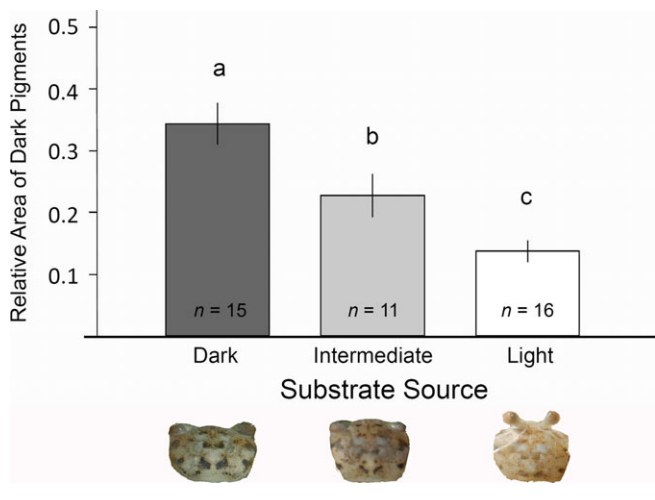 Relative Area of Dark Pigments
0.5
0.4
0.3
0.2
0.1
a
b
c
n = 15
n = 11
n = 16
Dark
Intermediate
Light
Substrate Source